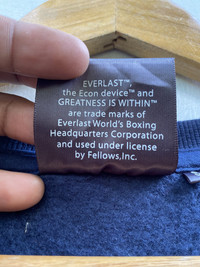 EVERLAST™,
the Econ device™ and
GREATNESS IS WITHIN™
are trade marks of
Everlast World's Boxing
Headquarters Corporation
and used under license
by Fellows,Inc.